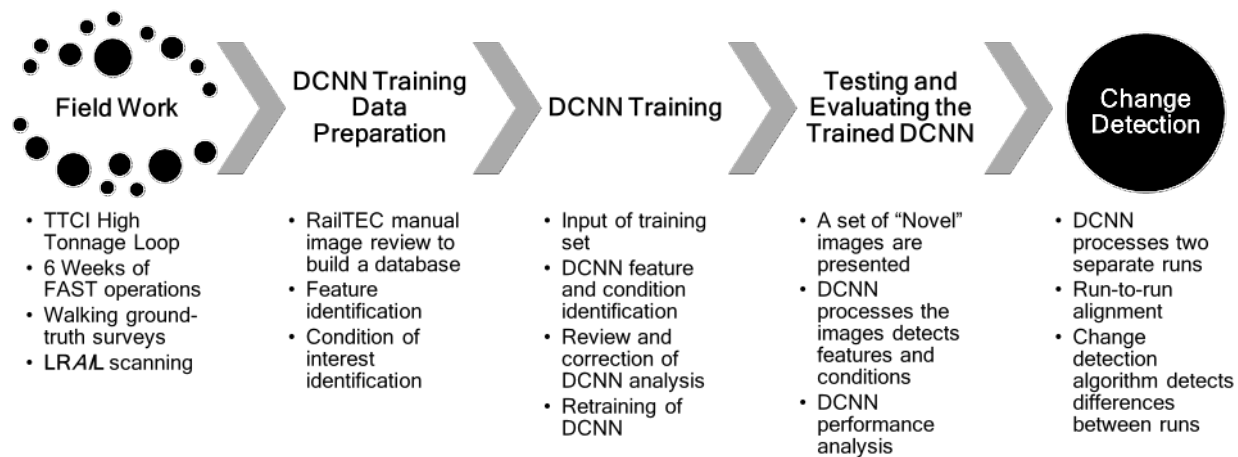 Field Work
• TTCI High
Tonnage Loop
• 6 Weeks of
FAST operations
• Walking ground-
truth surveys
• LRAIL scanning
DCNN Training
Data
Preparation
• RailTEC manual
image review to
build a database
• Feature
identification
• Condition of
interest
identification
DCNN Training
• Input of training
set
• DCNN feature
and condition
identification
• Review and
correction of
DCNN analysis
• Retraining of
DCNN
Testing and
Evaluating the
Trained DCNN
• A set of “Novel”
images are
presented
• DCNN
processes the
images detects
features and
conditions
• DCNN
performance
analysis
Change
Detection
• DCNN
processes two
separate runs
• Run-to-run
alignment
• Change
detection
algorithm detects
differences
between runs